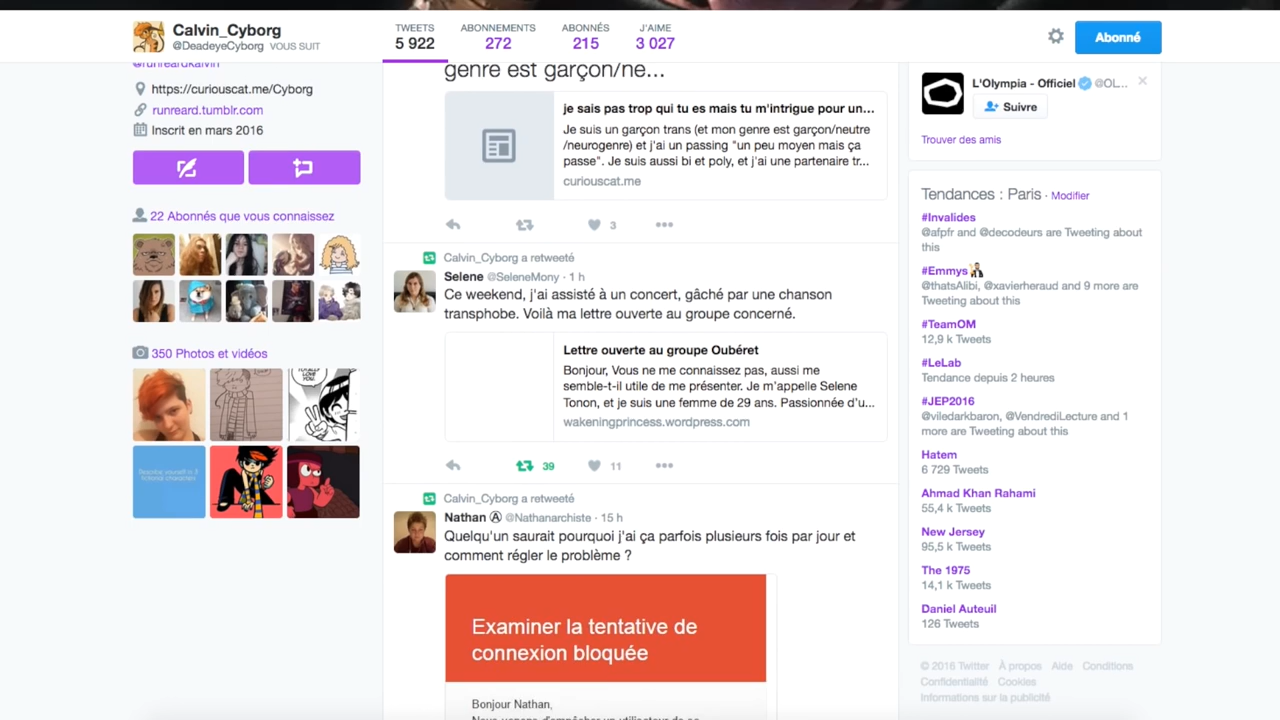 Calvin_Cyborg
@DeadeyeCyborg VOUS SUIT
TWEETS
5 922
ABONNEMENTS
272
ABONNÉS
215
J'AIME
3 027
Abonné
@runreardkalvin
https://curiouscat.me/Cyborg
runreard.tumblr.com
Inscrit en mars 2016
22 Abonnés que vous connaissez
350 Photos et vidéos
genre est garçon/ne...
je sais pas trop qui tu es mais tu m'intrigue pour un...
Je suis un garçon trans (et mon genre est garçon/neutre
/neurogenre) et j'ai un passing "un peu moyen mais ça
passe". Je suis aussi bi et poly, et j'ai une partenaire tr...
curiouscat.me
3
Calvin_Cyborg a retweeté
Selene @SeleneMony · 1 h
Ce weekend, j'ai assisté à un concert, gâché par une chanson
transphobe. Voilà ma lettre ouverte au groupe concerné.
Lettre ouverte au groupe Oubéret
Bonjour, Vous ne me connaissez pas, aussi me
semble-t-il utile de me présenter. Je m'appelle Selene
Tonon, et je suis une femme de 29 ans. Passionnée d'u...
wakeningprincess.wordpress.com
39
11
Calvin_Cyborg a retweeté
Nathan Ⓐ @Nathanarchiste · 15 h
Quelqu'un saurait pourquoi j'ai ça parfois plusieurs fois par jour et
comment régler le problème ?
Examiner la tentative de
connexion bloquée
Bonjour Nathan,
L'Olympia - Officiel @OL...
Suivre
Trouver des amis
Tendances : Paris · Modifier
#Invalides
@afpfr and @decodeurs are Tweeting about
this
#Emmys
@thatsAlibi, @xavierheraud and 9 more are
Tweeting about this
#TeamOM
12,9 k Tweets
#LeLab
Tendance depuis 2 heures
#JEP2016
@viledarkbaron, @VendrediLecture and 1
more are Tweeting about this
Hatem
6 729 Tweets
Ahmad Khan Rahami
55,4 k Tweets
New Jersey
95,5 k Tweets
The 1975
14,1 k Tweets
Daniel Auteuil
126 Tweets
© 2016 Twitter À propos Aide Conditions
Confidentialité Cookies
Informations sur la publicité